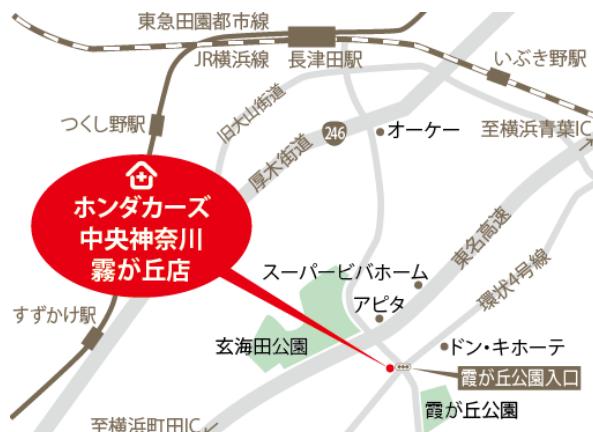 東急田園都市線
JR横浜線
長津田駅
いぶき野駅
つくし野駅
旧大山街道
厚木街道
246
オーケー
至横浜青葉IC
ホンダカーズ
中央神奈川
霧が丘店
東名高速
スーパービバホーム
環状4号線
アピタ
すずかけ駅
玄海田公園
ドン・キホーテ
霞が丘公園入口
霞が丘公園
至横浜町田IC